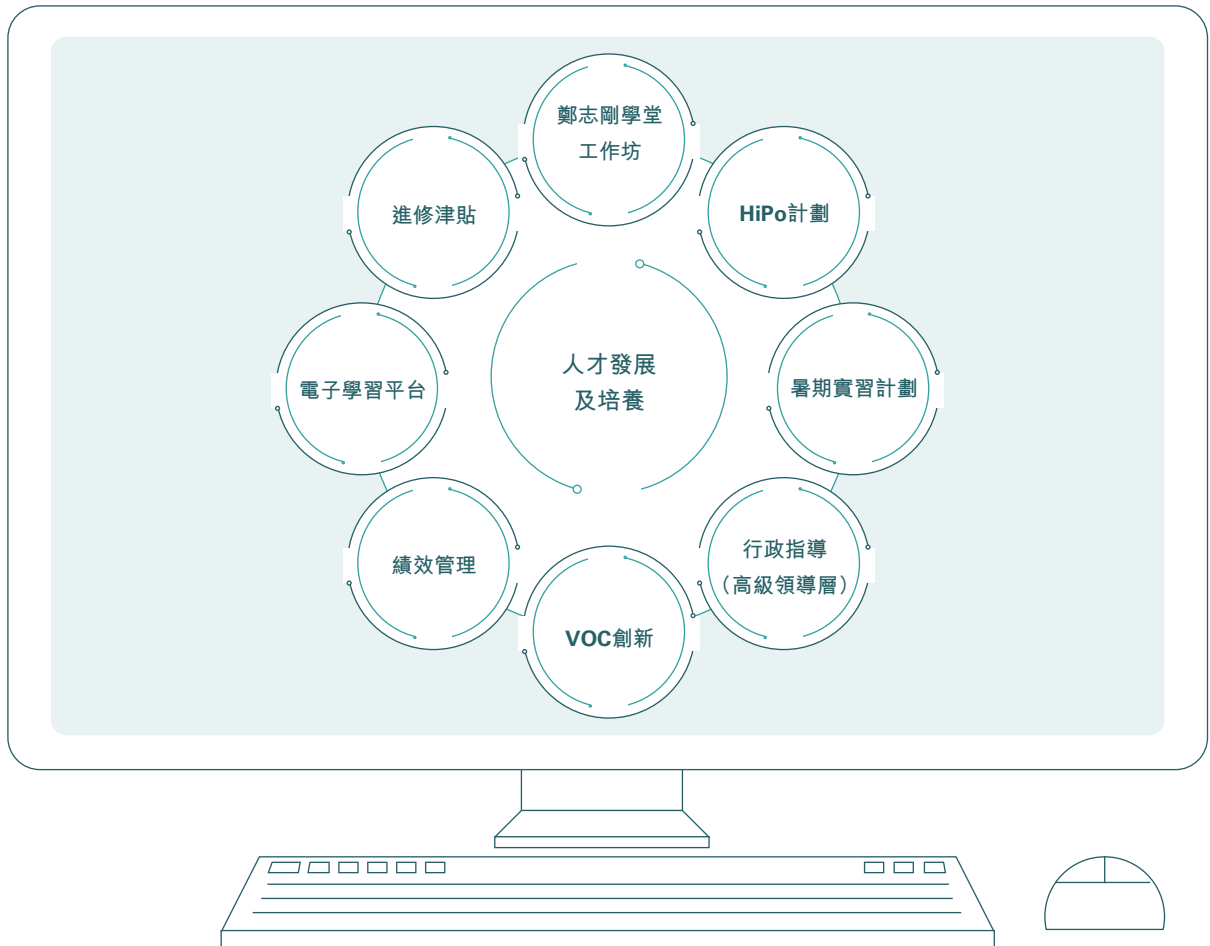 鄭志剛學堂
工作坊
進修津貼
HiPo計劃
人才發展
及培養
電子學習平台
暑期實習計劃
績效管理
行政指導
（高級領導層）
VOC創新